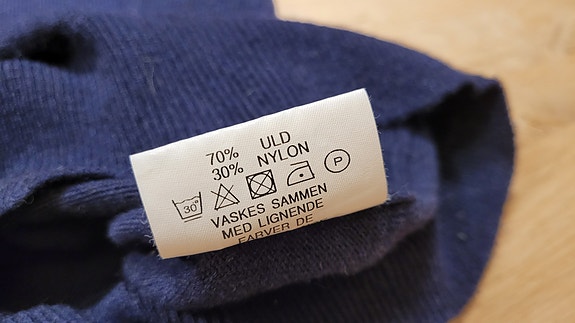 70% ULD
30% NYLON
30° P
VASKES SAMMEN
MED LIGNENDE
FARVER DE